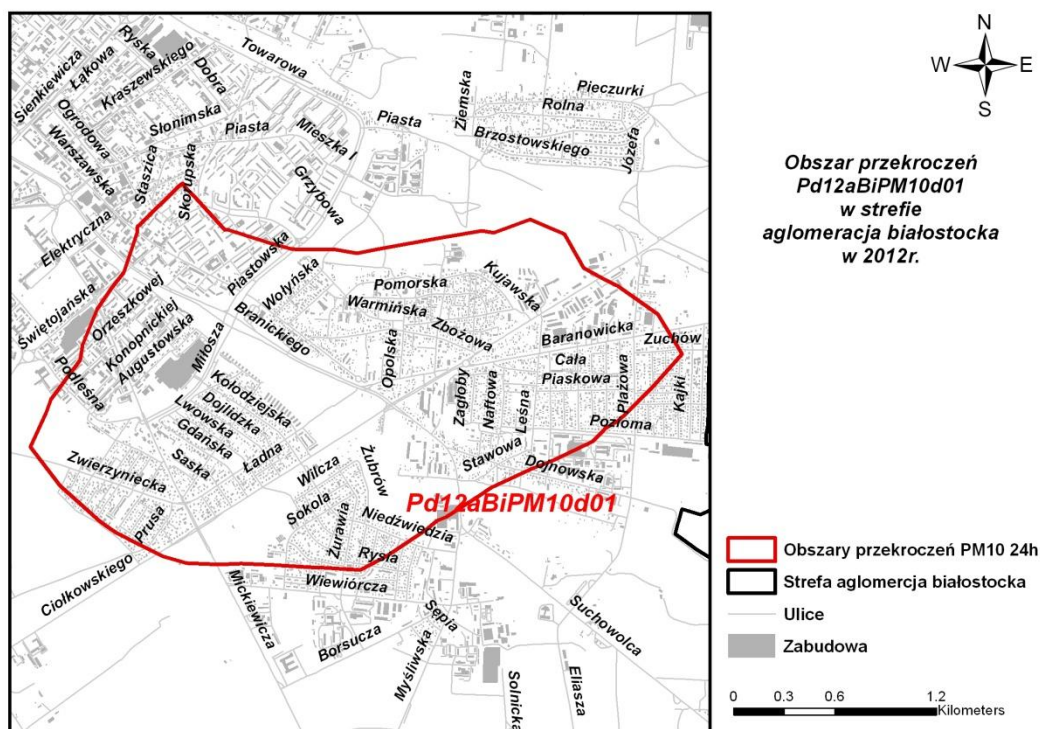 N
W E
S
Obszar przekroczeń
Pd12aBiPM10d01
w strefie
aglomeracja białostocka
w 2012r.
Sienkiewicza
Łąkowa
Ryska
Kraszewskiego
Dobra
Towarowa
Ogrodowa
Warszawska
Słonimska
Staszica
Piasta
Skorupska
Mieszka I
Grzybowa
Piasta
Ziemska
Pieczurki
Rolna
Brzostowskiego
Józefa
Elektryczna
Świętojańska
Orzeszkowej
Konopnickiej
Augustowska
Podleśna
Miłosza
Piastowska
Wołyńska
Branickiego
Pomorska
Warmińska
Kujawska
Zbożowa
Opolska
Baranowicka
Zuchów
Cała
Piaskowa
Zagłoby
Naftowa
Leśna
Plażowa
Kajki
Pozioma
Kołodziejska
Dojlidzka
Lwowska
Gdańska
Saska
Ładna
Stawowa
Dojnowska
Zwierzyniecka
Prusa
Wilcza
Żubrów
Sokola
Żurawia
Niedźwiedzia
Rysia
Pd12aBiPM10d01
Ciołkowskiego
Mickiewicza
Wiewiórcza
Borsucza
Sępia
Myśliwska
Solnicka
Eliasza
Suchowolca
Obszary przekroczeń PM10 24h
Strefa aglomercja białostocka
Ulice
Zabudowa
0 0.3 0.6 1.2
Kilometers